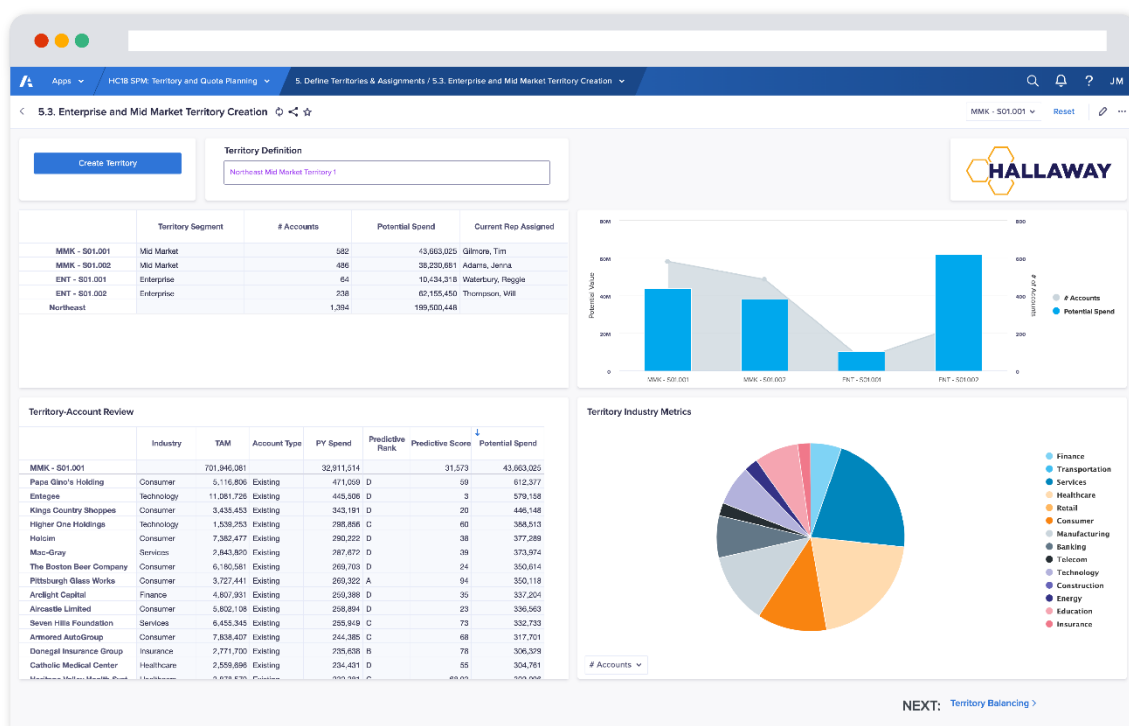 Apps
HC18 SPM: Territory and Quote Planning
5. Define Territories & Assignments / 5.3. Enterprise and Mid Market Territory Creation
? JM
5.3. Enterprise and Mid Market Territory Creation
MMK - S01.001
Reset
Create Territory
Territory Definition
Northeast Mid Market Territory 1
HALLAWAY
Territory Segment # Accounts Potential Spend Current Rep Assigned
MMK - S01.001 Mid Market 582 43,663,025 Gilmore, Tim
MMK - S01.002 Mid Market 486 Adams, Jenna
ENT - S01.001 Enterprise 64 10,434,318 Waterbury, Reggie
ENT - S01.002 Enterprise 238 62,155,450 Thompson, Will
Northeast 1,394 199,500,448
80M 800
60M 600
40M 400
20M 200
0 0
Potential Value
# of Accounts
MMK - S01.001 MMK - S01.002 ENT - S01.001 ENT - S01.002
# Accounts
Potential Spend
Territory-Account Review
Industry TAM Account Type PY Spend Predictive Rank Predictive Score Potential Spend
MMK - S01.001 701,946,081 32,911,514 31,573 43,663,025
Papa Gino's Holding Consumer 5,116,806 Existing 471,059 D 59 612,377
Entegee Technology 11,081,726 Existing 445,506 D 3 579,158
Kings Country Shoppes Consumer 3,435,453 Existing 343,191 D 20 446,148
Higher One Holdings Technology 1,539,253 Existing 298,856 C 60 388,513
Holcim Consumer 7,382,477 Existing 290,222 D 38 377,289
Mac-Gray Services 2,843,820 Existing 287,672 D 39 373,974
The Boston Beer Company Consumer 6,180,581 Existing 269,703 D 24 350,614
Pittsburgh Glass Works Consumer 3,727,441 Existing 269,322 A 94 350,118
Arclight Capital Finance 4,807,931 Existing 259,388 D 35 337,204
Aircastle Limited Consumer 5,802,108 Existing 258,894 D 23 336,563
Seven Hills Foundation Services 6,455,345 Existing 255,949 C 73 332,733
Armored AutoGroup Consumer 7,838,407 Existing 244,385 C 68 317,701
Donegal Insurance Group Insurance 2,771,700 Existing 235,638 B 78 306,329
Catholic Medical Center Healthcare 2,559,696 Existing 234,431 D 55 304,761
Territory Industry Metrics
Finance
Transportation
Services
Healthcare
Retail
Consumer
Manufacturing
Banking
Telecom
Technology
Construction
Energy
Education
Insurance
# Accounts
NEXT: Territory Balancing >